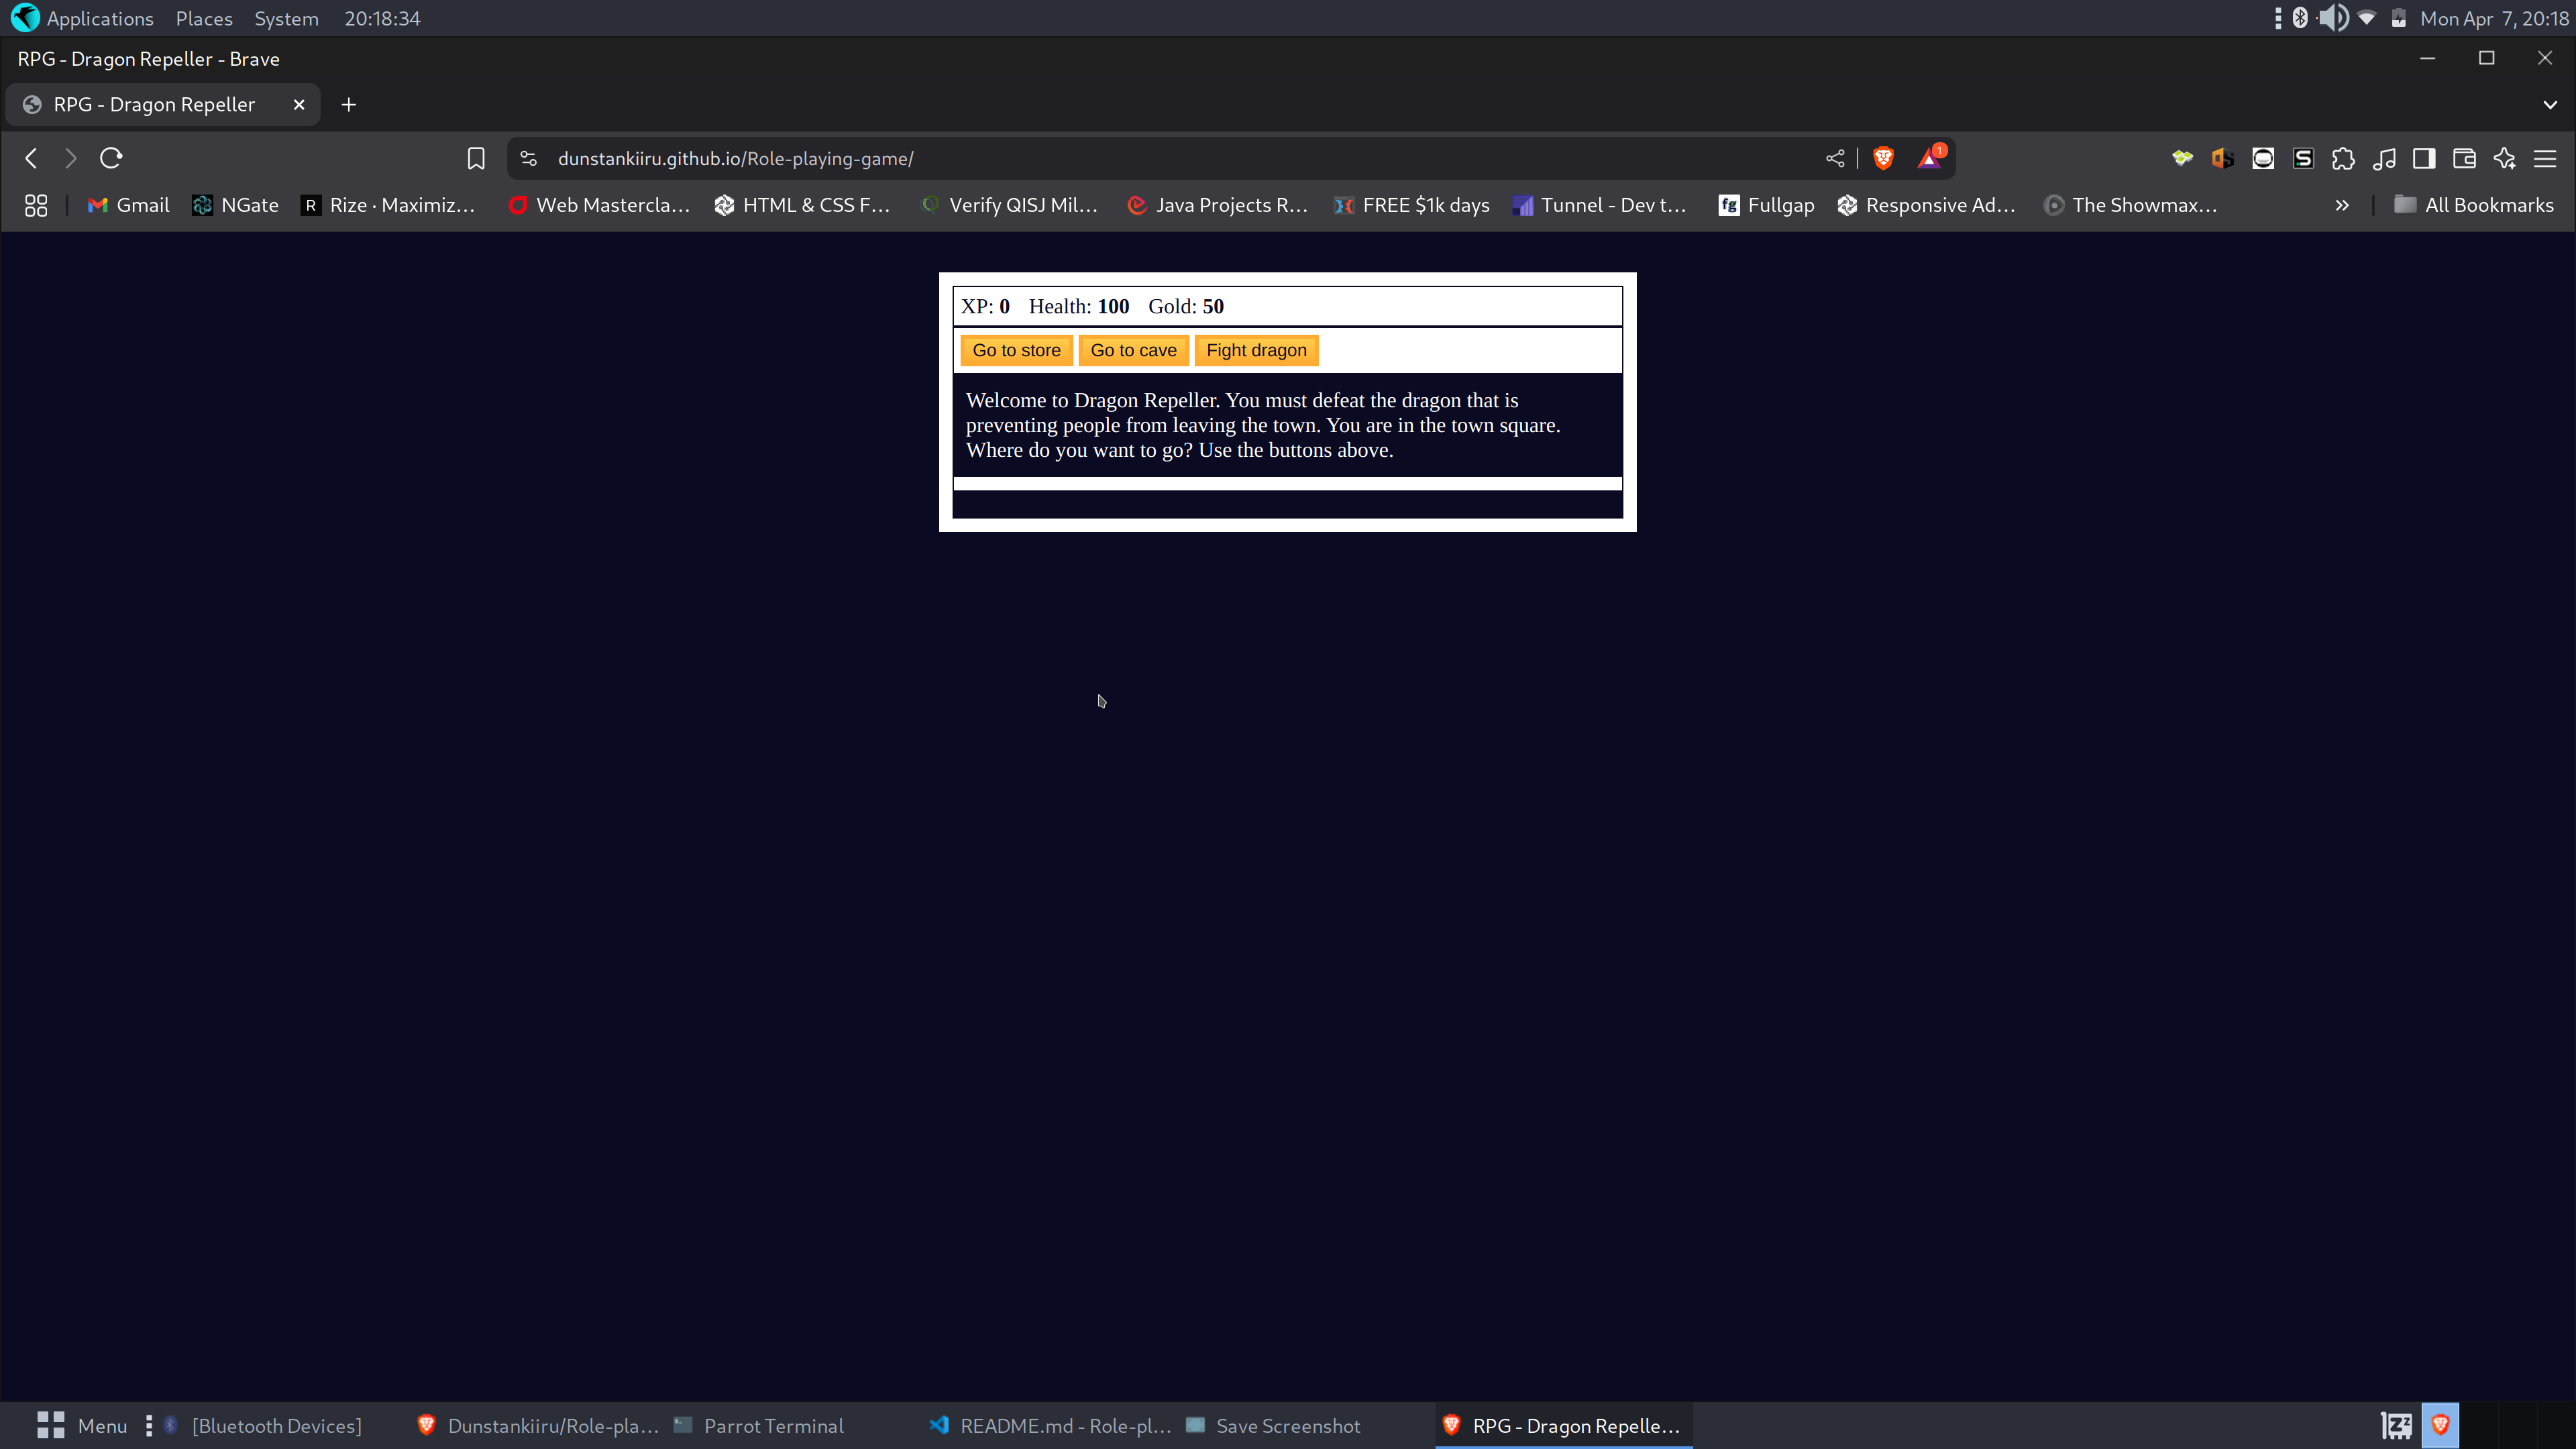 Applications Places System 20:18:34 Mon Apr 7, 20:18
RPG - Dragon Repeller - Brave
RPG - Dragon Repeller
dunstankiiru.github.io/Role-playing-game/ 1
Gmail NGate R Rize · Maximiz... Web Mastercla... HTML & CSS F... Verify QISJ Mil... Java Projects R... FREE $1k days Tunnel - Dev t... fg Fullgap Responsive Ad... The Showmax... » All Bookmarks
XP: 0 Health: 100 Gold: 50
Go to store Go to cave Fight dragon
Welcome to Dragon Repeller. You must defeat the dragon that is
preventing people from leaving the town. You are in the town square.
Where do you want to go? Use the buttons above.
Menu [Bluetooth Devices] Dunstankiiru/Role-pla... Parrot Terminal README.md - Role-pl... Save Screenshot RPG - Dragon Repelle...